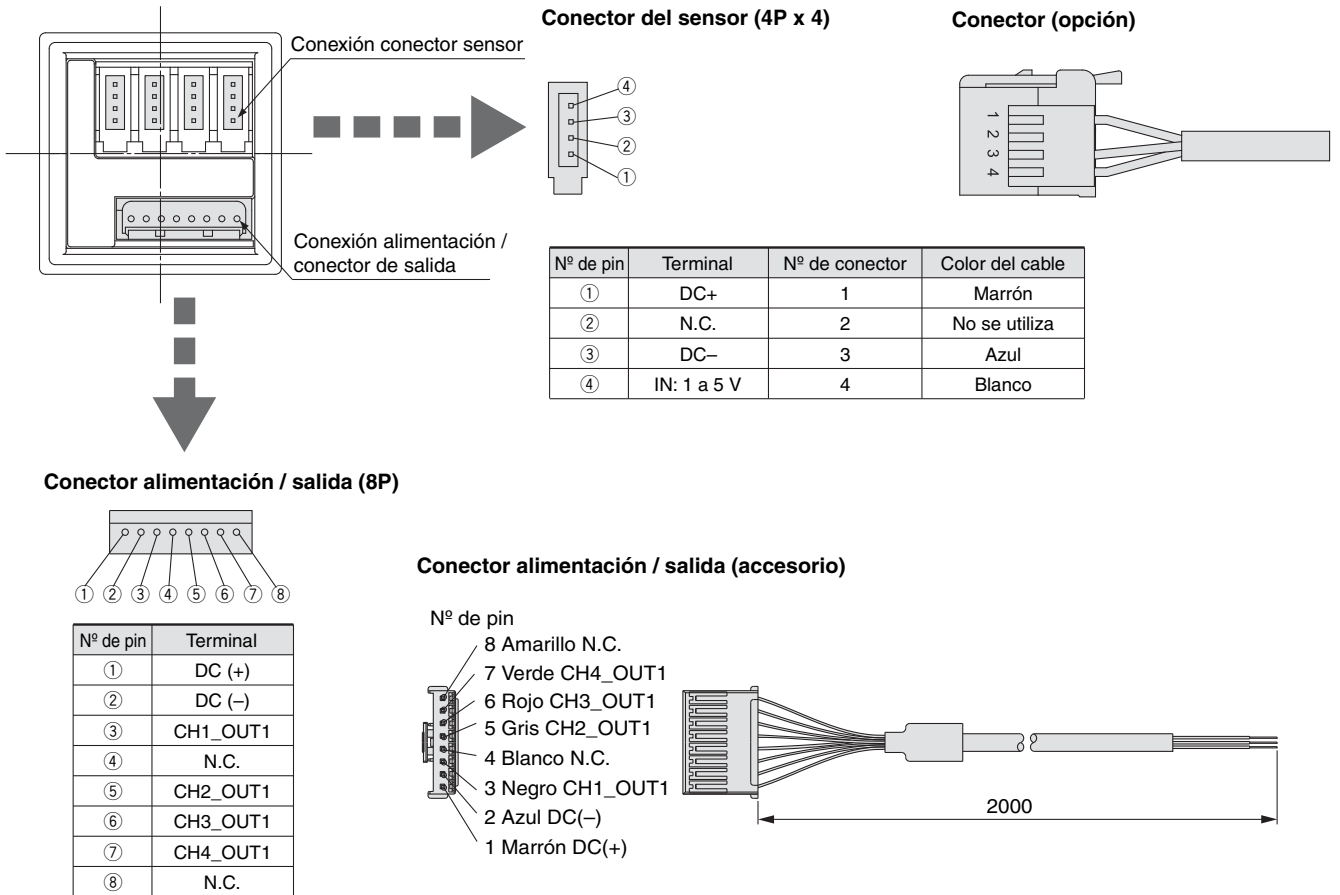 Conector del sensor (4P x 4)
Conector (opción)
Conexión conector sensor
④
③
②
①
1
2
3
4
Conexión alimentación /
conector de salida
Nº de pin Terminal Nº de conector Color del cable
① DC+ 1 Marrón
② N.C. 2 No se utiliza
③ DC– 3 Azul
④ IN: 1 a 5 V 4 Blanco
Conector alimentación / salida (8P)
① ② ③ ④ ⑤ ⑥ ⑦ ⑧
Nº de pin Terminal
① DC (+)
② DC (–)
③ CH1_OUT1
④ N.C.
⑤ CH2_OUT1
⑥ CH3_OUT1
⑦ CH4_OUT1
⑧ N.C.
Conector alimentación / salida (accesorio)
Nº de pin
8 Amarillo N.C.
7 Verde CH4_OUT1
6 Rojo CH3_OUT1
5 Gris CH2_OUT1
4 Blanco N.C.
3 Negro CH1_OUT1
2 Azul DC(–)
1 Marrón DC(+)
2000